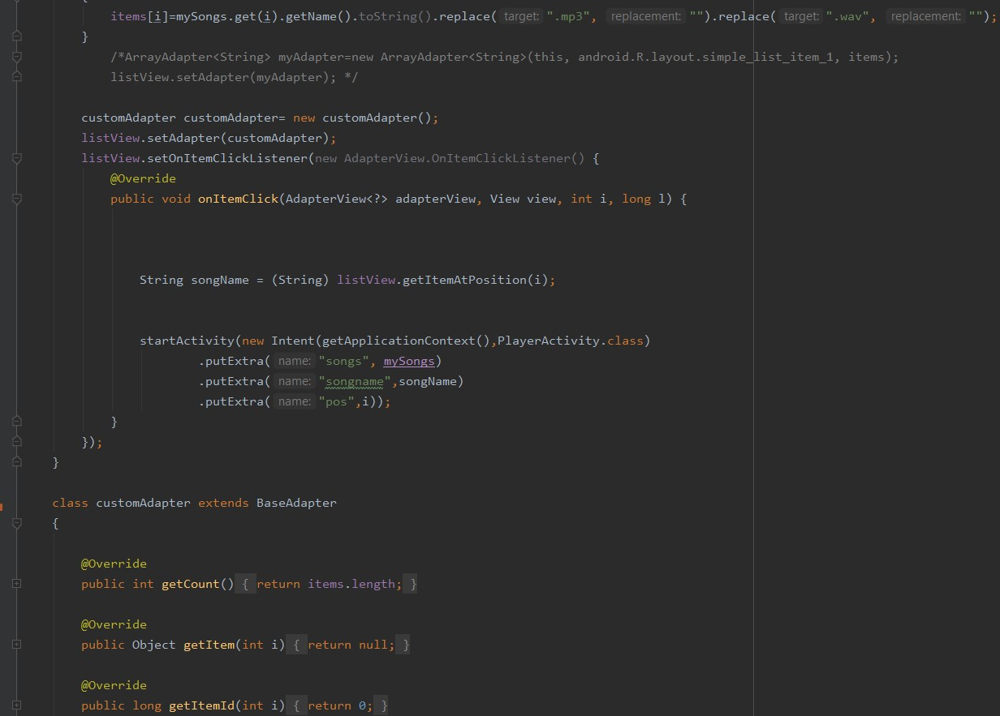 {
items[i]=mySongs.get(i).getName().toString().replace( target: ".mp3", replacement: "").replace( target: ".wav", replacement: "");
}
/*ArrayAdapter<String> myAdapter=new ArrayAdapter<String>(this, android.R.layout.simple_list_item_1, items);
listView.setAdapter(myAdapter); */
customAdapter customAdapter= new customAdapter();
listView.setAdapter(customAdapter);
listView.setOnItemClickListener(new AdapterView.OnItemClickListener() {
@Override
public void onItemClick(AdapterView<?> adapterView, View view, int i, long l) {
String songName = (String) listView.getItemAtPosition(i);
startActivity(new Intent(getApplicationContext(),PlayerActivity.class)
.putExtra( name: "songs", mySongs)
.putExtra( name: "songname",songName)
.putExtra( name: "pos",i));
}
});
}
class customAdapter extends BaseAdapter
{
@Override
public int getCount() { return items.length; }
@Override
public Object getItem(int i) { return null; }
@Override
public long getItemId(int i) { return 0; }